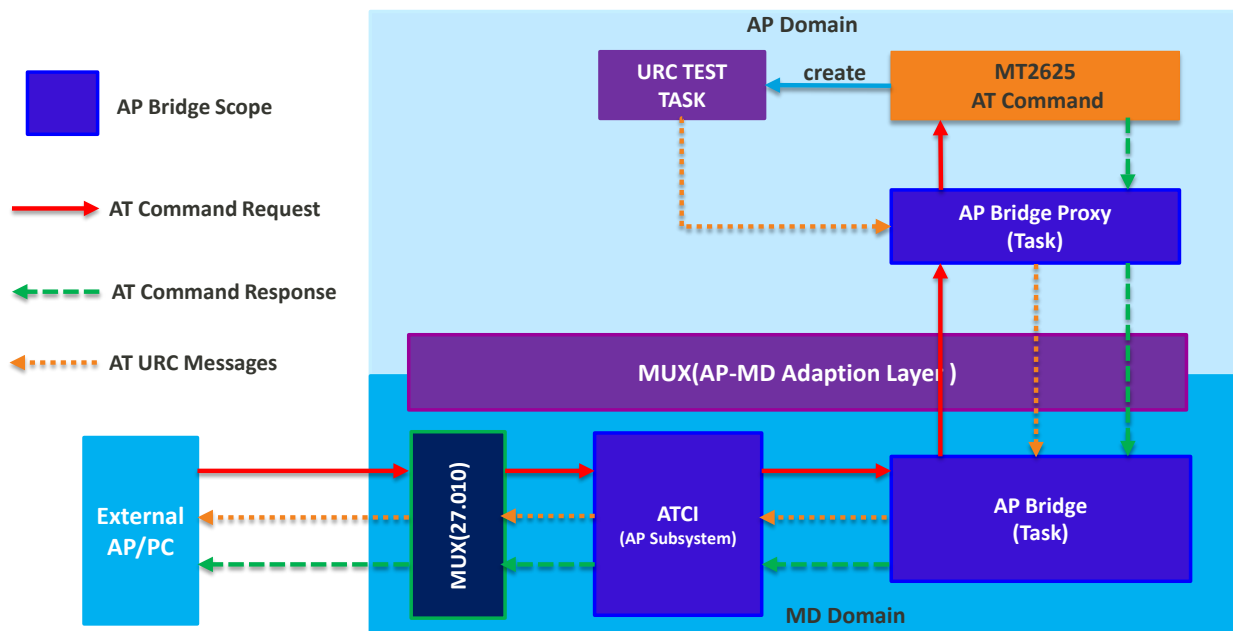 AP Bridge Scope
AT Command Request
AT Command Response
AT URC Messages
AP Domain
URC TEST
TASK
create
MT2625
AT Command
AP Bridge Proxy
(Task)
MUX(AP-MD Adaption Layer )
External
AP/PC
MUX(27.010)
ATCI
(AP Subsystem)
AP Bridge
(Task)
MD Domain